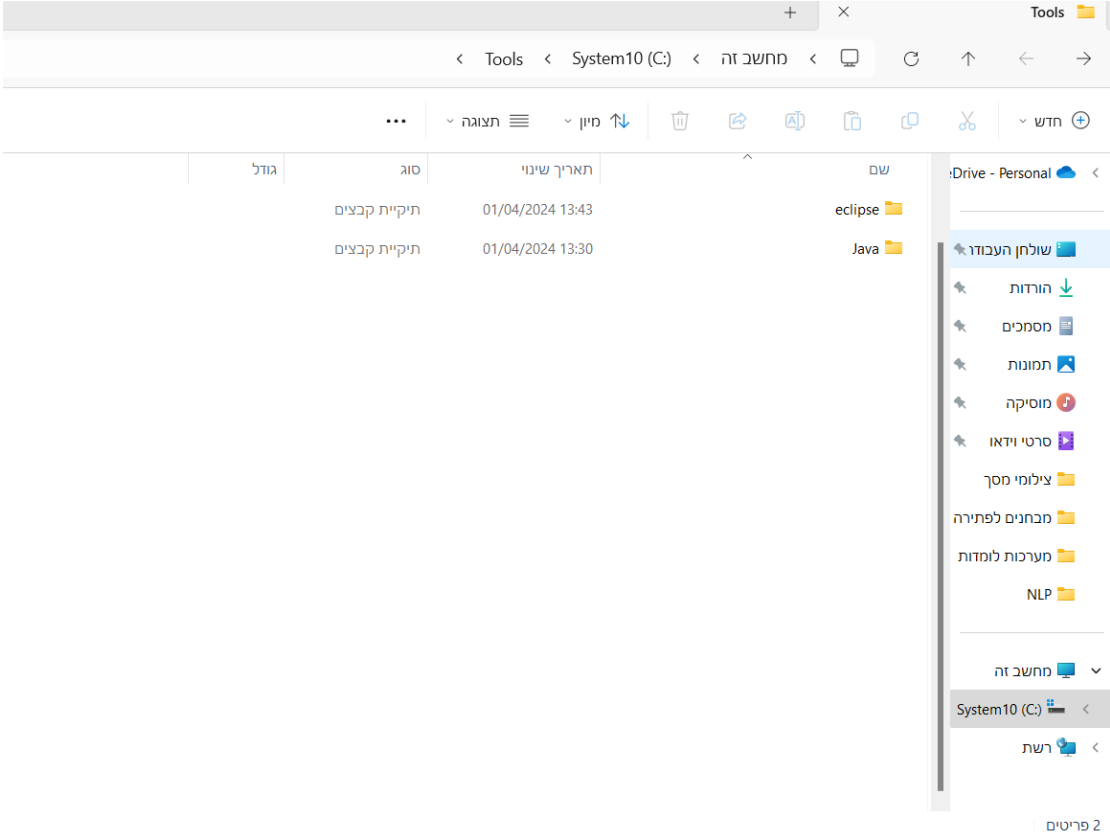 Tools
מחשב זה > System10 (C:) > Tools
חדש
מיון
תצוגה
שם
תאריך שינוי
סוג
גודל
eclipse 01/04/2024 13:43 תיקיית קבצים
Java 01/04/2024 13:30 תיקיית קבצים
Drive - Personal
שולחן העבודה
הורדות
מסמכים
תמונות
מוסיקה
סרטי וידאו
צילומי מסך
מבחנים לפתירה
מערכות לומדות
NLP
מחשב זה
System10 (C:)
רשת
2 פריטים